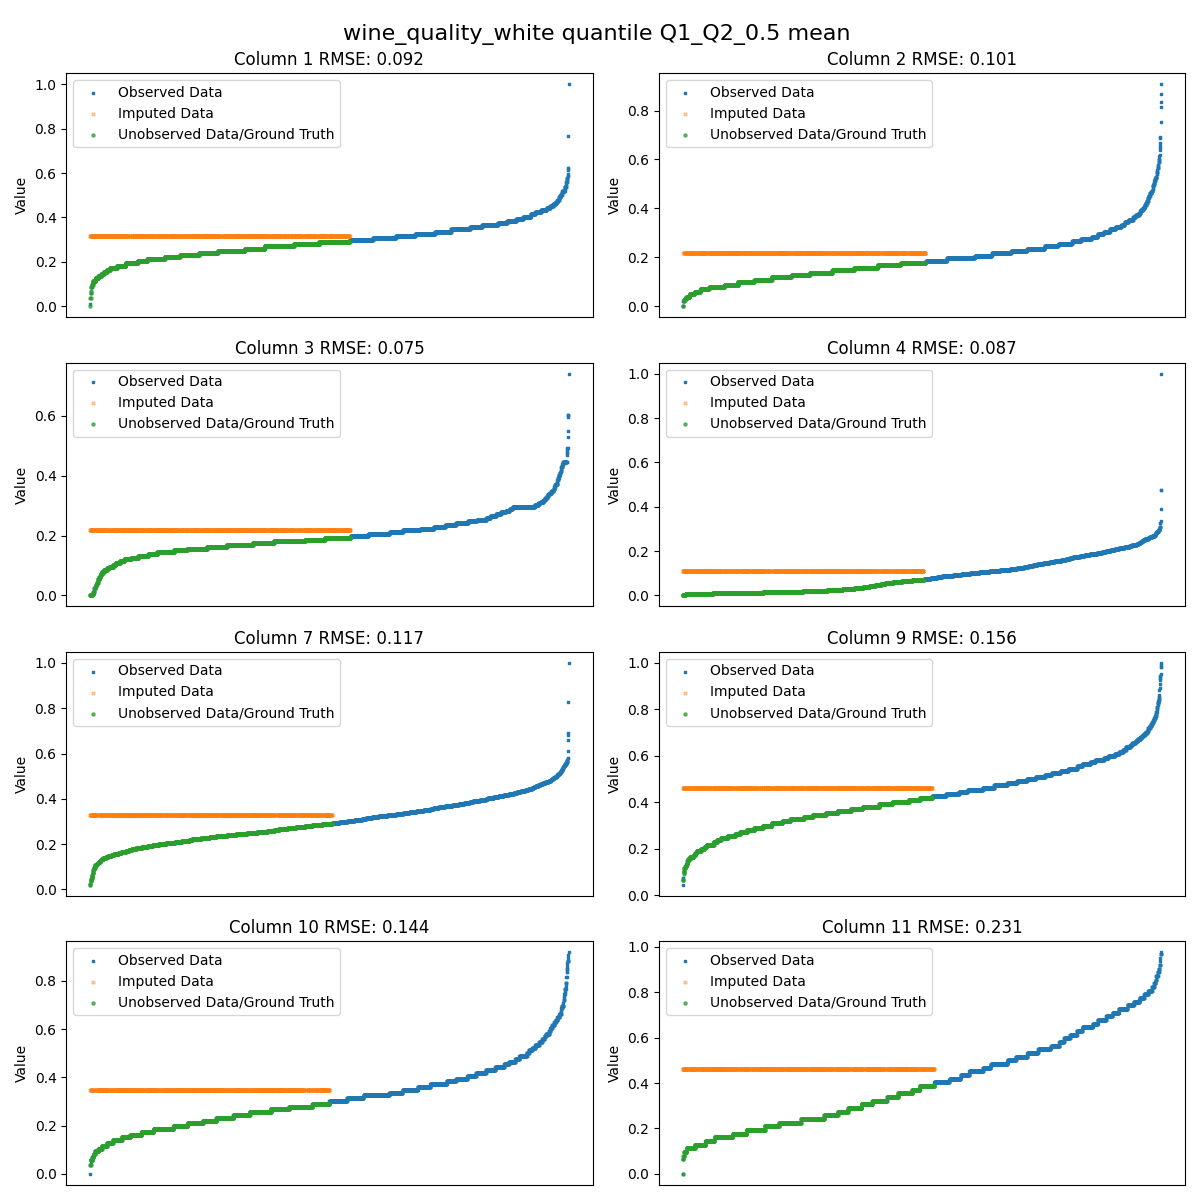 wine_quality_white quantile Q1_Q2_0.5 mean
Column 1 RMSE: 0.092
Observed Data
Imputed Data
Unobserved Data/Ground Truth
Value
1.0
0.8
0.6
0.4
0.2
0.0
Column 2 RMSE: 0.101
Observed Data
Imputed Data
Unobserved Data/Ground Truth
Value
0.8
0.6
0.4
0.2
0.0
Column 3 RMSE: 0.075
Observed Data
Imputed Data
Unobserved Data/Ground Truth
Value
0.6
0.4
0.2
0.0
Column 4 RMSE: 0.087
Observed Data
Imputed Data
Unobserved Data/Ground Truth
Value
1.0
0.8
0.6
0.4
0.2
0.0
Column 7 RMSE: 0.117
Observed Data
Imputed Data
Unobserved Data/Ground Truth
Value
1.0
0.8
0.6
0.4
0.2
0.0
Column 9 RMSE: 0.156
Observed Data
Imputed Data
Unobserved Data/Ground Truth
Value
1.0
0.8
0.6
0.4
0.2
0.0
Column 10 RMSE: 0.144
Observed Data
Imputed Data
Unobserved Data/Ground Truth
Value
0.8
0.6
0.4
0.2
0.0
Column 11 RMSE: 0.231
Observed Data
Imputed Data
Unobserved Data/Ground Truth
Value
1.0
0.8
0.6
0.4
0.2
0.0